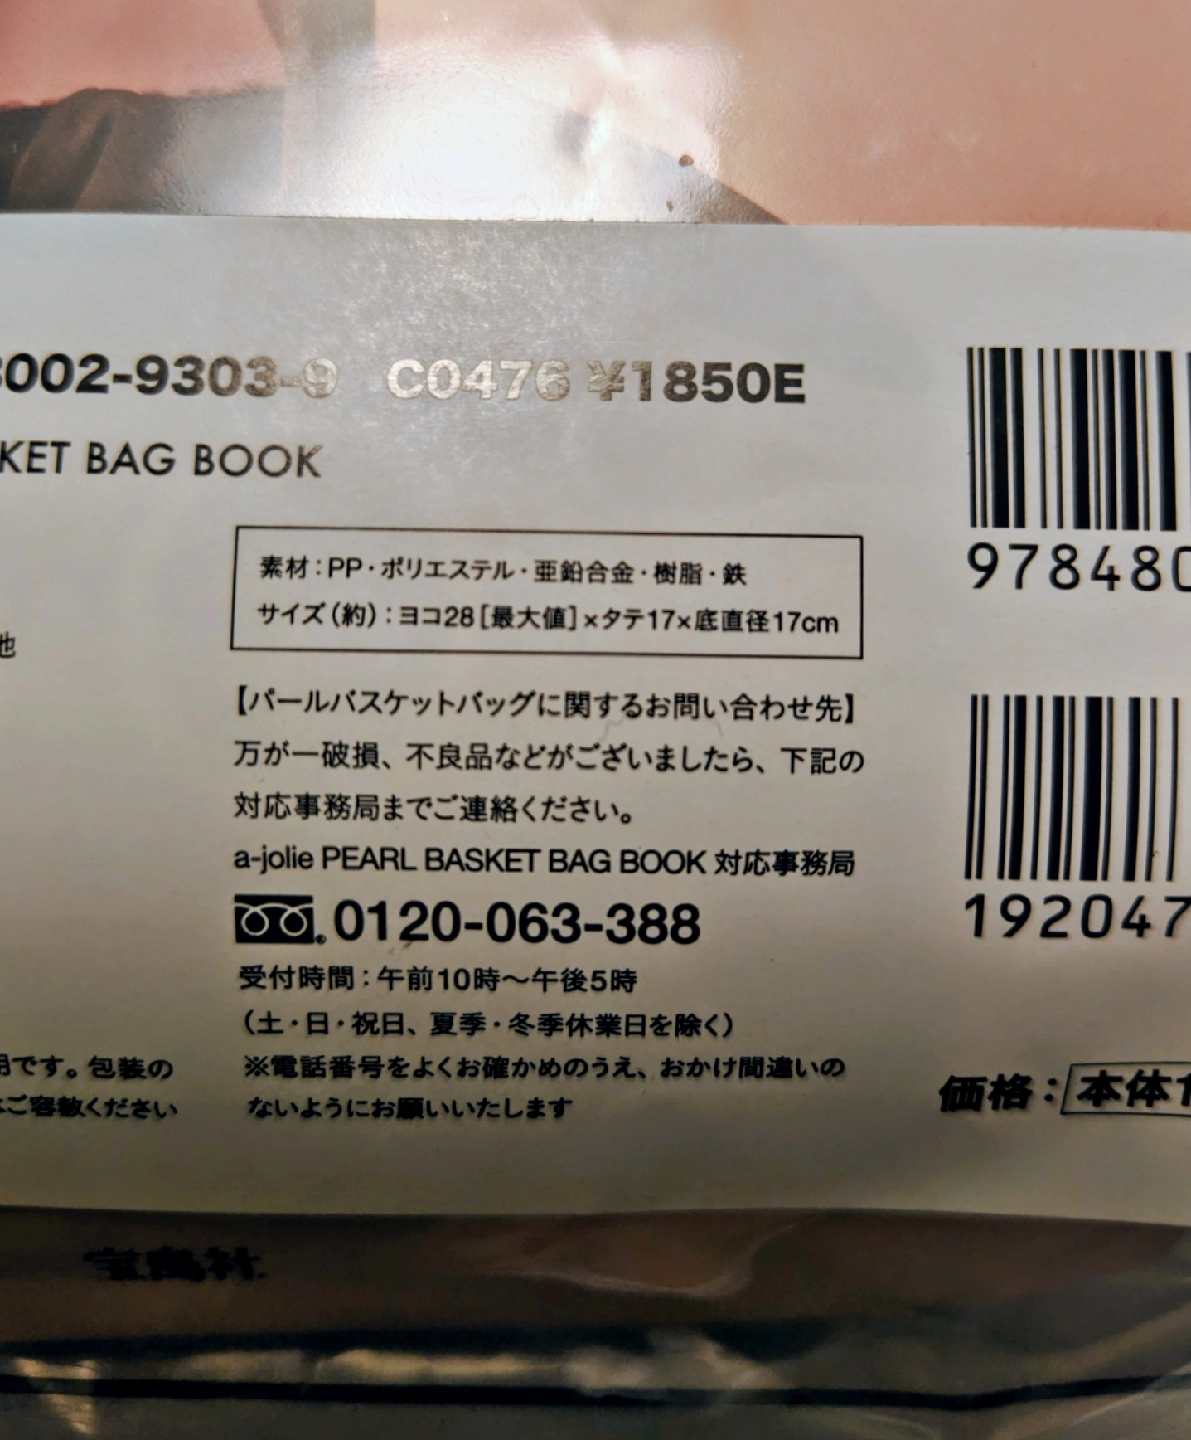 8002-9303-9 C0476 ¥1850E
KET BAG BOOK
素材:PP・ポリエステル・亜鉛合金・樹脂・鉄
サイズ(約):ヨコ28[最大値]×タテ17×底直径17cm
他
【パールバスケットバッグに関するお問い合わせ先】
万が一破損、不良品などがございましたら、下記の
対応事務局までご連絡ください。
a-jolie PEARL BASKET BAG BOOK 対応事務局
0120-063-388
受付時間:午前10時〜午後5時
(土・日・祝日、夏季・冬季休業日を除く)
※電話番号をよくお確かめのうえ、おかけ間違いの
ないようにお願いいたします
用です。包装の
はご容赦ください
978480
192047
価格:本体1
宝島社